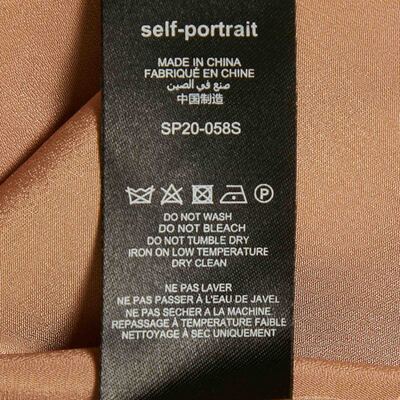 self-portrait
MADE IN CHINA
FABRIQUÉ EN CHINE
صنع في الصين
中国制造
SP20-058S
P
DO NOT WASH
DO NOT BLEACH
DO NOT TUMBLE DRY
IRON ON LOW TEMPERATURE
DRY CLEAN
NE PAS LAVER
NE PAS PASSER À L'EAU DE JAVEL
NE PAS SÉCHER A LA MACHINE
REPASSAGE À TEMPÉRATURE FAIBLE
NETTOYAGE À SEC UNIQUEMENT